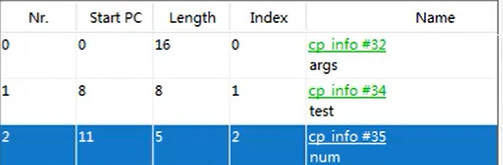 Nr. Start PC Length Index Name
0 0 16 0 cp_info #32
args
1 8 8 1 cp_info #34
test
2 11 5 2 cp_info #35
num